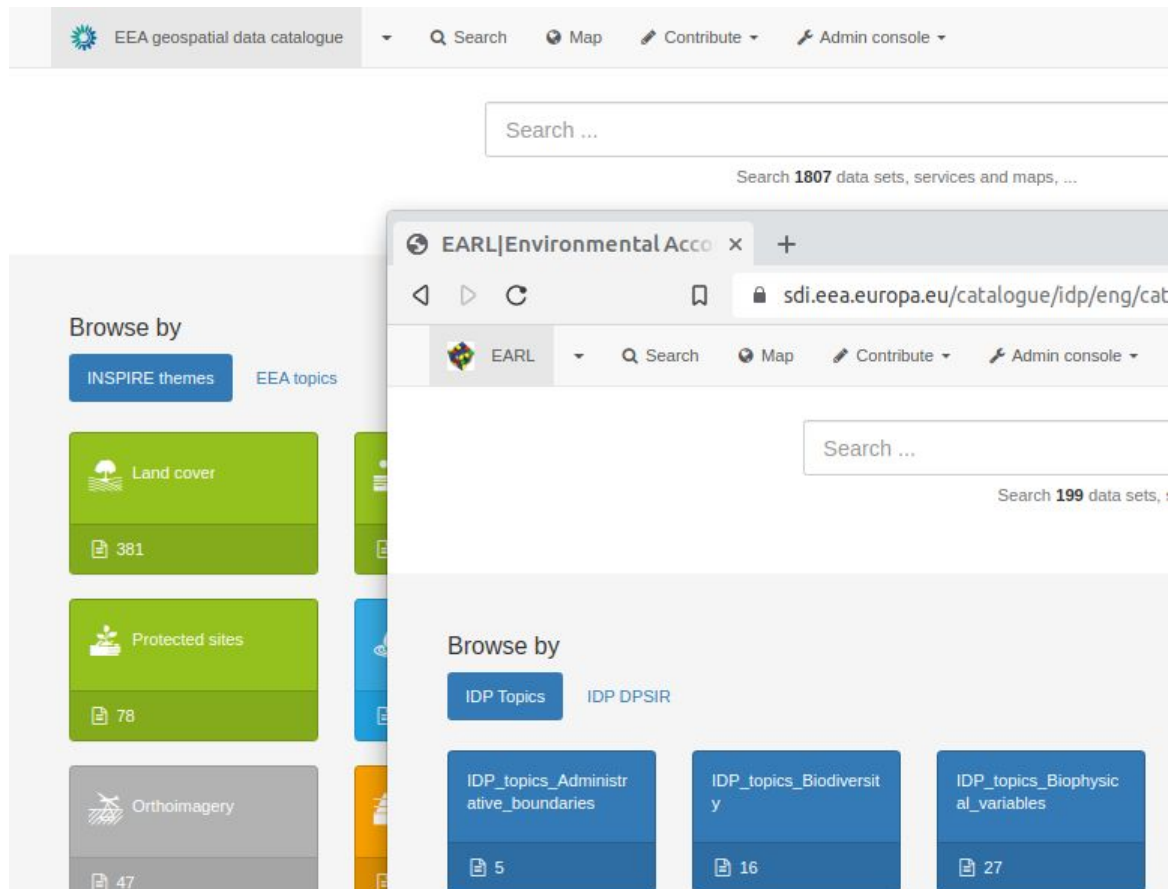 EEA geospatial data catalogue Search Map Contribute Admin console
Search ...
Search 1807 data sets, services and maps, ...
Browse by
INSPIRE themes EEA topics
Land cover
381
Protected sites
78
Orthoimagery
47
EARL|Environmental Acco
sdi.eea.europa.eu/catalogue/idp/eng/cat
EARL Search Map Contribute Admin console
Search ...
Search 199 data sets, s
Browse by
IDP Topics IDP DPSIR
IDP_topics_Administr
ative_boundaries
5
IDP_topics_Biodiversit
y
16
IDP_topics_Biophysic
al_variables
27